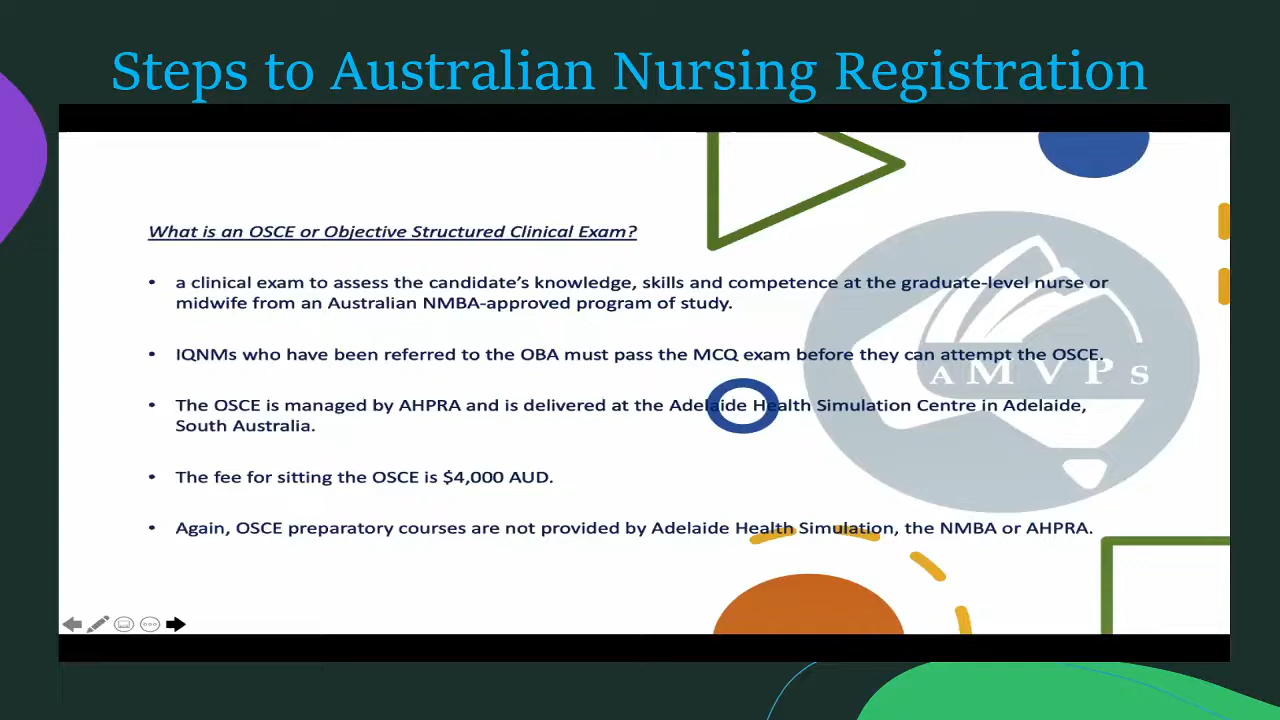 Steps to Australian Nursing Registration
What is an OSCE or Objective Structured Clinical Exam?
• a clinical exam to assess the candidate's knowledge, skills and competence at the graduate-level nurse or
midwife from an Australian NMBA-approved program of study.
• IQNMs who have been referred to the OBA must pass the MCQ exam before they can attempt the OSCE.
AMVPs
• The OSCE is managed by AHPRA and is delivered at the Adelaide Health Simulation Centre in Adelaide,
South Australia.
• The fee for sitting the OSCE is $4,000 AUD.
• Again, OSCE preparatory courses are not provided by Adelaide Health Simulation, the NMBA or AHPRA.